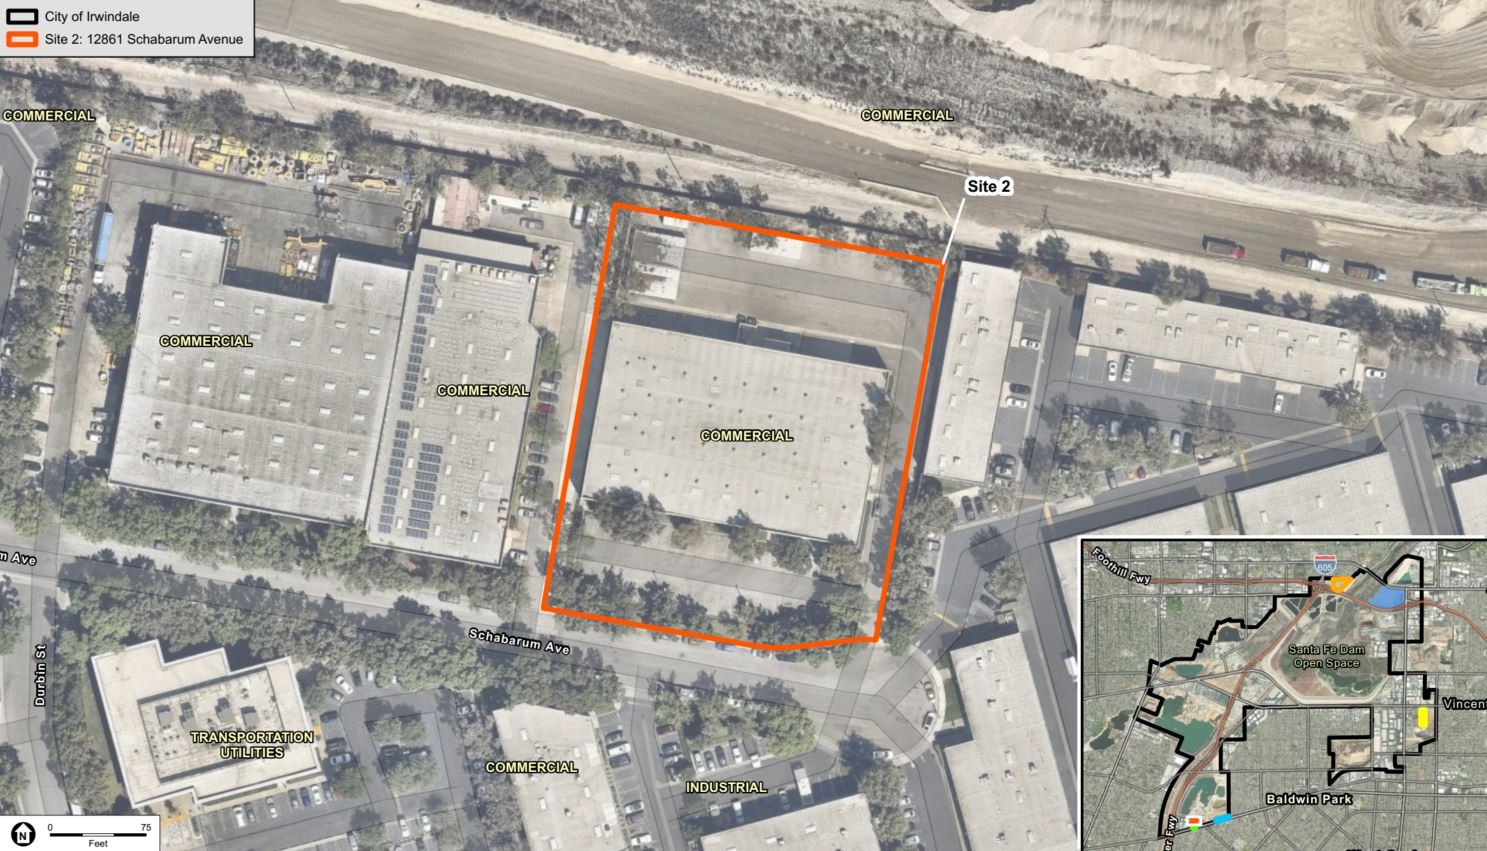 City of Irwindale
Site 2: 12861 Schabarum Avenue
COMMERCIAL
COMMERCIAL
Site 2
COMMERCIAL
COMMERCIAL
COMMERCIAL
m Ave
Schabarum Ave
Durbin St
TRANSPORTATION
UTILITIES
COMMERCIAL
INDUSTRIAL
N
0 75
Feet
Foothill Fwy
605
Santa Fe Dam
Open Space
Vincent
Baldwin Park
er Fwy